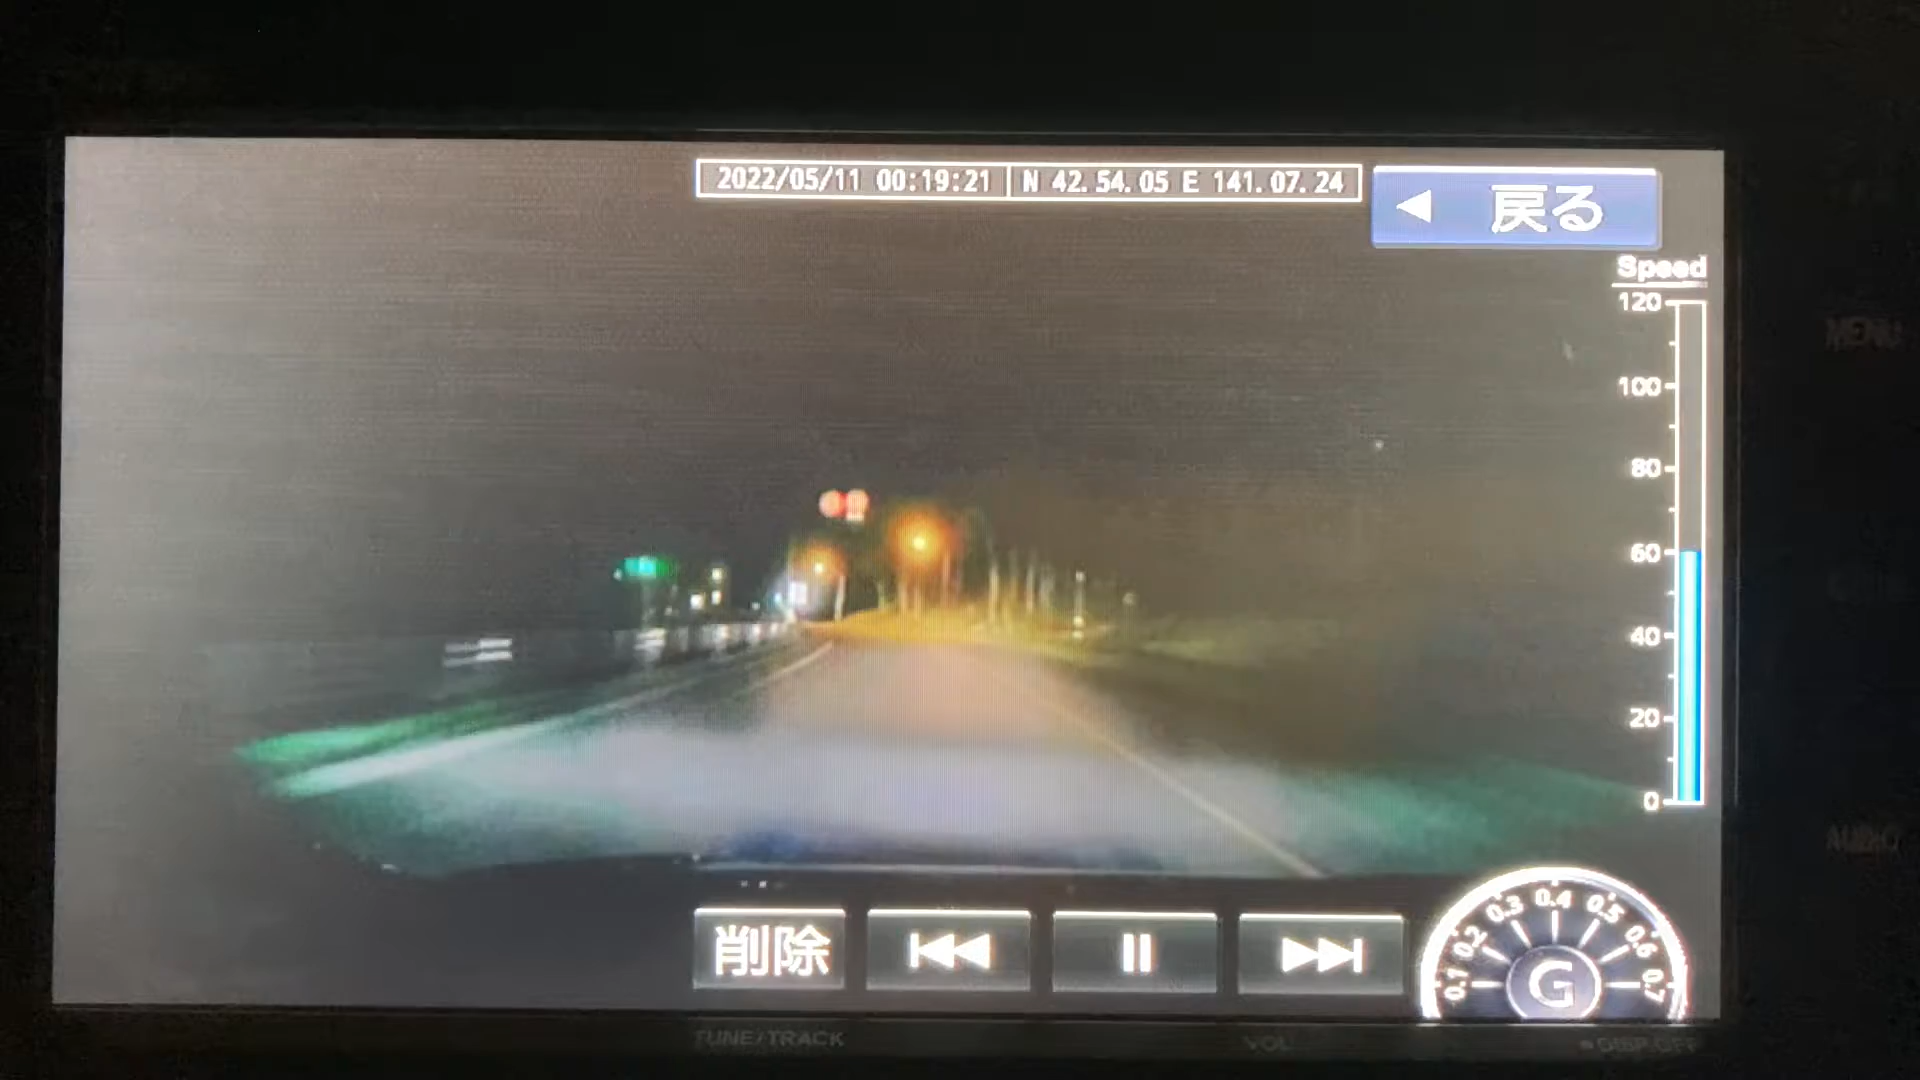 2022/05/11 00:19:21 N 42.54.05 E 141.07.24
戻る
Speed
120
100
80
60
40
20
0
MENU
AUDIO
削除
0.1 0.2 0.3 0.4 0.5 0.6 0.7
G
TUNE/TRACK
VOL
DISP OFF